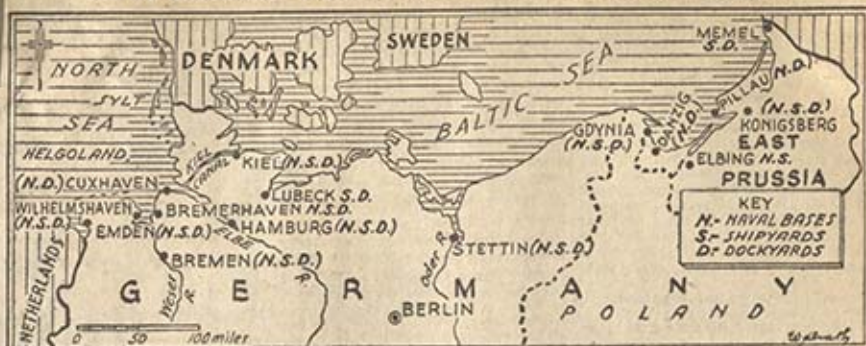 DENMARK
SWEDEN
MEMEL
S.D.
NORTH
SYLT
SEA
BALTIC SEA
PILLAU (N.D.)
(N.S.D.)
KONIGSBERG
EAST
PRUSSIA
GDYNIA
(N.S.D.)
DANZIG
(N.D.)
ELBING N.S.
HELGOLAND,
(N.D.) CUXHAVEN
KIEL
CANAL
KIEL (N.S.D.)
LUBECK S.D.
WILHELMSHAVEN
(N.S.D.)
BREMERHAVEN N.S.D.
EMDEN (N.S.D.)
HAMBURG (N.S.D.)
ELBE
R.
BREMEN (N.S.D.)
Weser
R.
Oder R.
STETTIN (N.S.D.)
KEY
N.- NAVAL BASES
S.- SHIPYARDS
D.- DOCKYARDS
NETHERLANDS
GERMANY
POLAND
BERLIN
0 50 100 miles